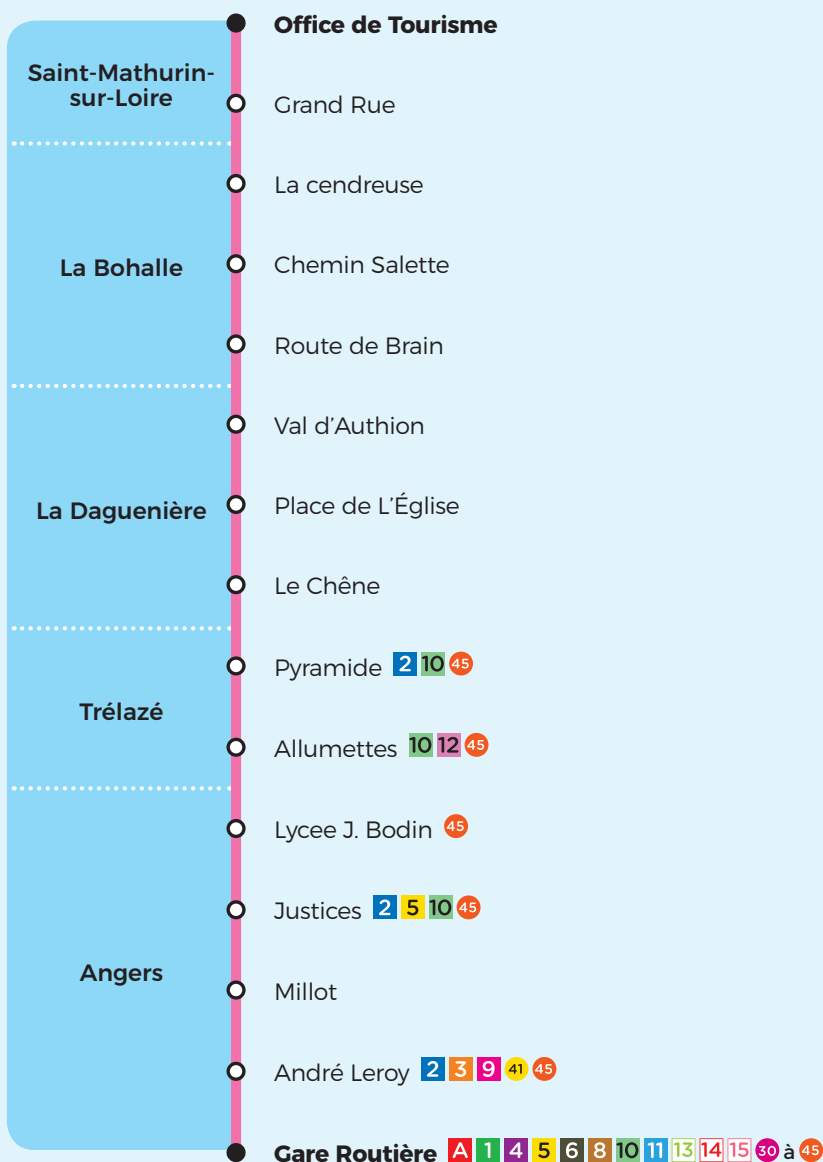 Office de Tourisme
Saint-Mathurin-
sur-Loire
Grand Rue
La cendreuse
La Bohalle
Chemin Salette
Route de Brain
Val d'Authion
La Daguenière
Place de L'Église
Le Chêne
Pyramide 2 10 45
Trélazé
Allumettes 10 12 45
Lycee J. Bodin 45
Justices 2 5 10 45
Angers
Millot
André Leroy 2 3 9 41 45
Gare Routière A 1 4 5 6 8 10 11 13 14 15 30 à 45